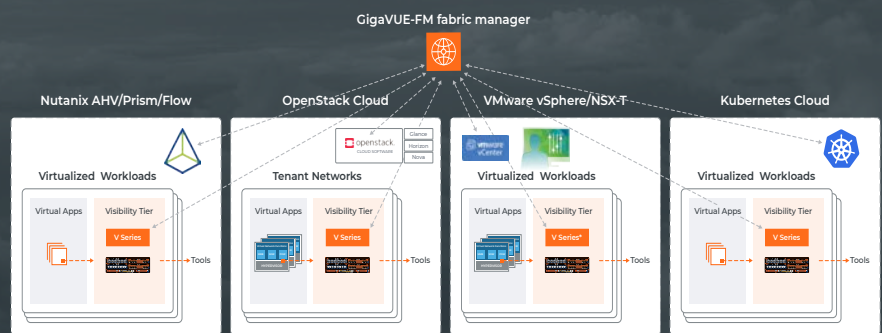 GigaVUE-FM fabric manager
Nutanix AHV/Prism/Flow
OpenStack Cloud
VMware vSphere/NSX-T
Kubernetes Cloud
openstack.
CLOUD SOFTWARE
Glance
Horizon
Nova
vmware
vCenter
Virtualized Workloads
Tenant Networks
Virtualized Workloads
Virtualized Workloads
Virtual Apps
Visibility Tier
V Series
Tools
Virtual Apps
Visibility Tier
V Series
Tools
Virtual Apps
Visibility Tier
V Series*
Tools
Virtual Apps
Visibility Tier
V Series
Tools